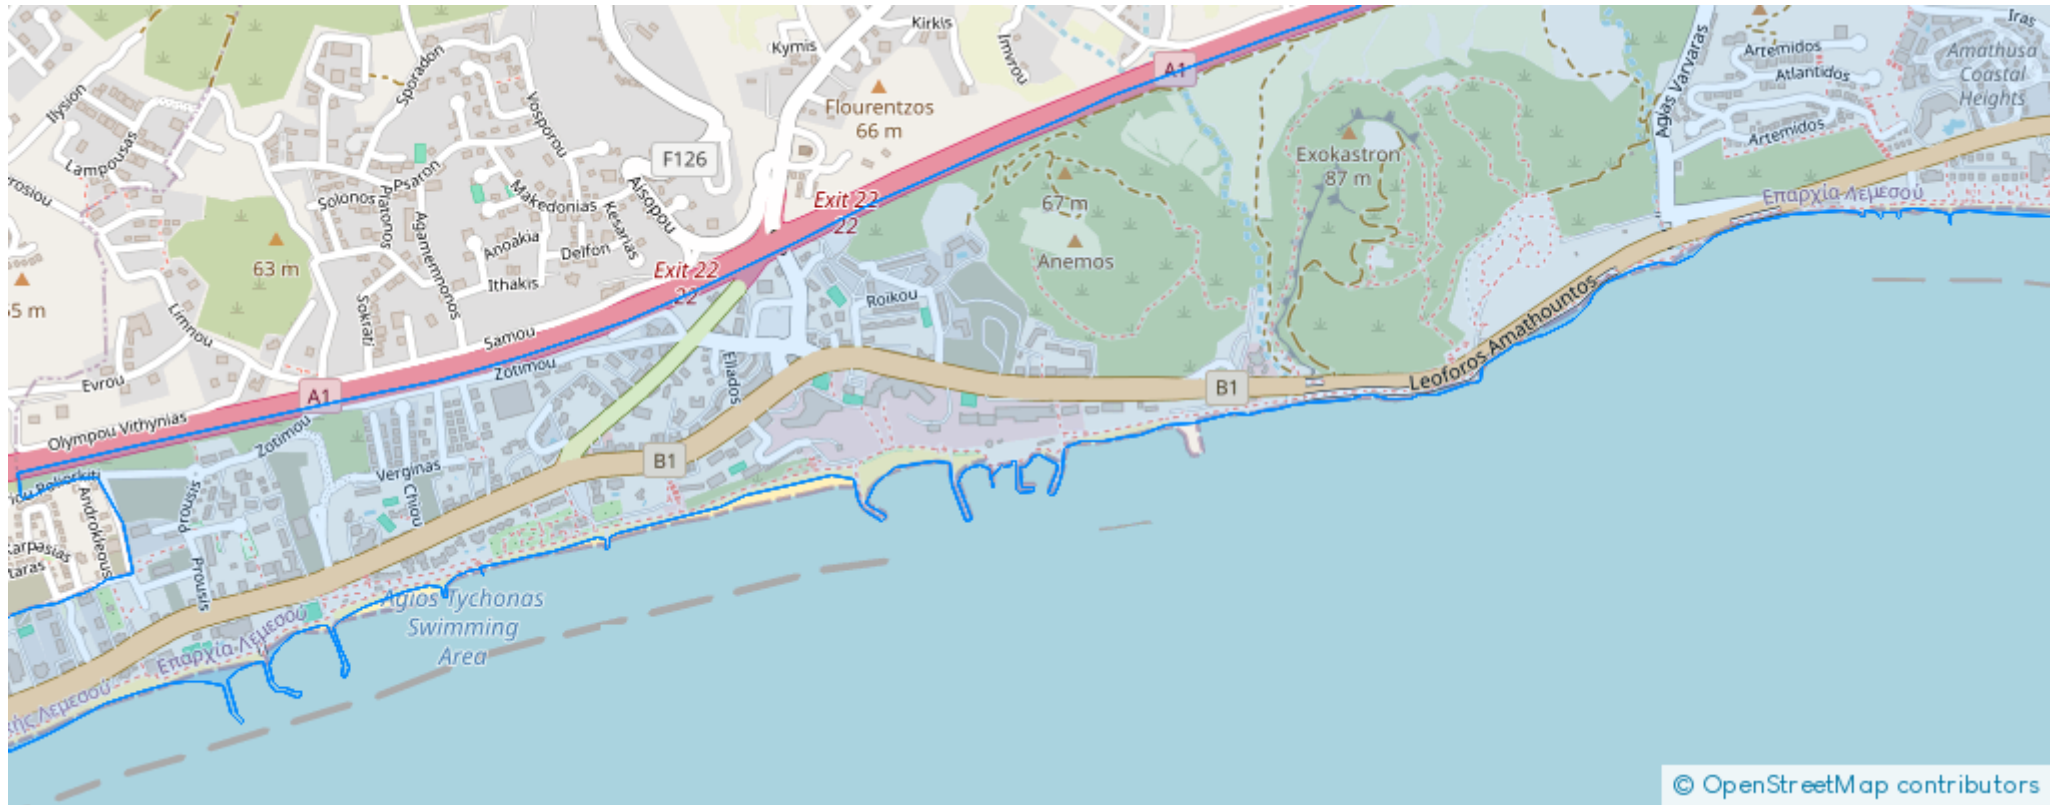 Kirkis
Kymis
Imvrou
Iras
Artemidos
Amathusa
Coastal
Heights
Atlantidos
Agias Varvaras
Artemidos
A1
Sporadon
Ilysion
Vosporou
Flourentzos
66 m
Lampousas
F126
Exokastron
87 m
Psaron
Platonos
Solonos
Makedonias
Aisopou
Kesarias
Agamemnonos
Exit 22
22
67 m
Επαρχία Λεμεσού
Anoakia
Delfon
63 m
Anemos
Exit 22
22
Ithakis
Roikou
5 m
Limnou
Sokrati
Samou
Leoforos Amathountos
Zotimou
Ellados
Evrou
A1
B1
Olympou Vithynias
Zotimou
B1
Verginas
Chiou
Androkleous
Prousis
Karpasias
taras
Prousis
Agios Tychonas
Swimming
Area
Επαρχία Λεμεσού
κής Λεμεσού
© OpenStreetMap contributors